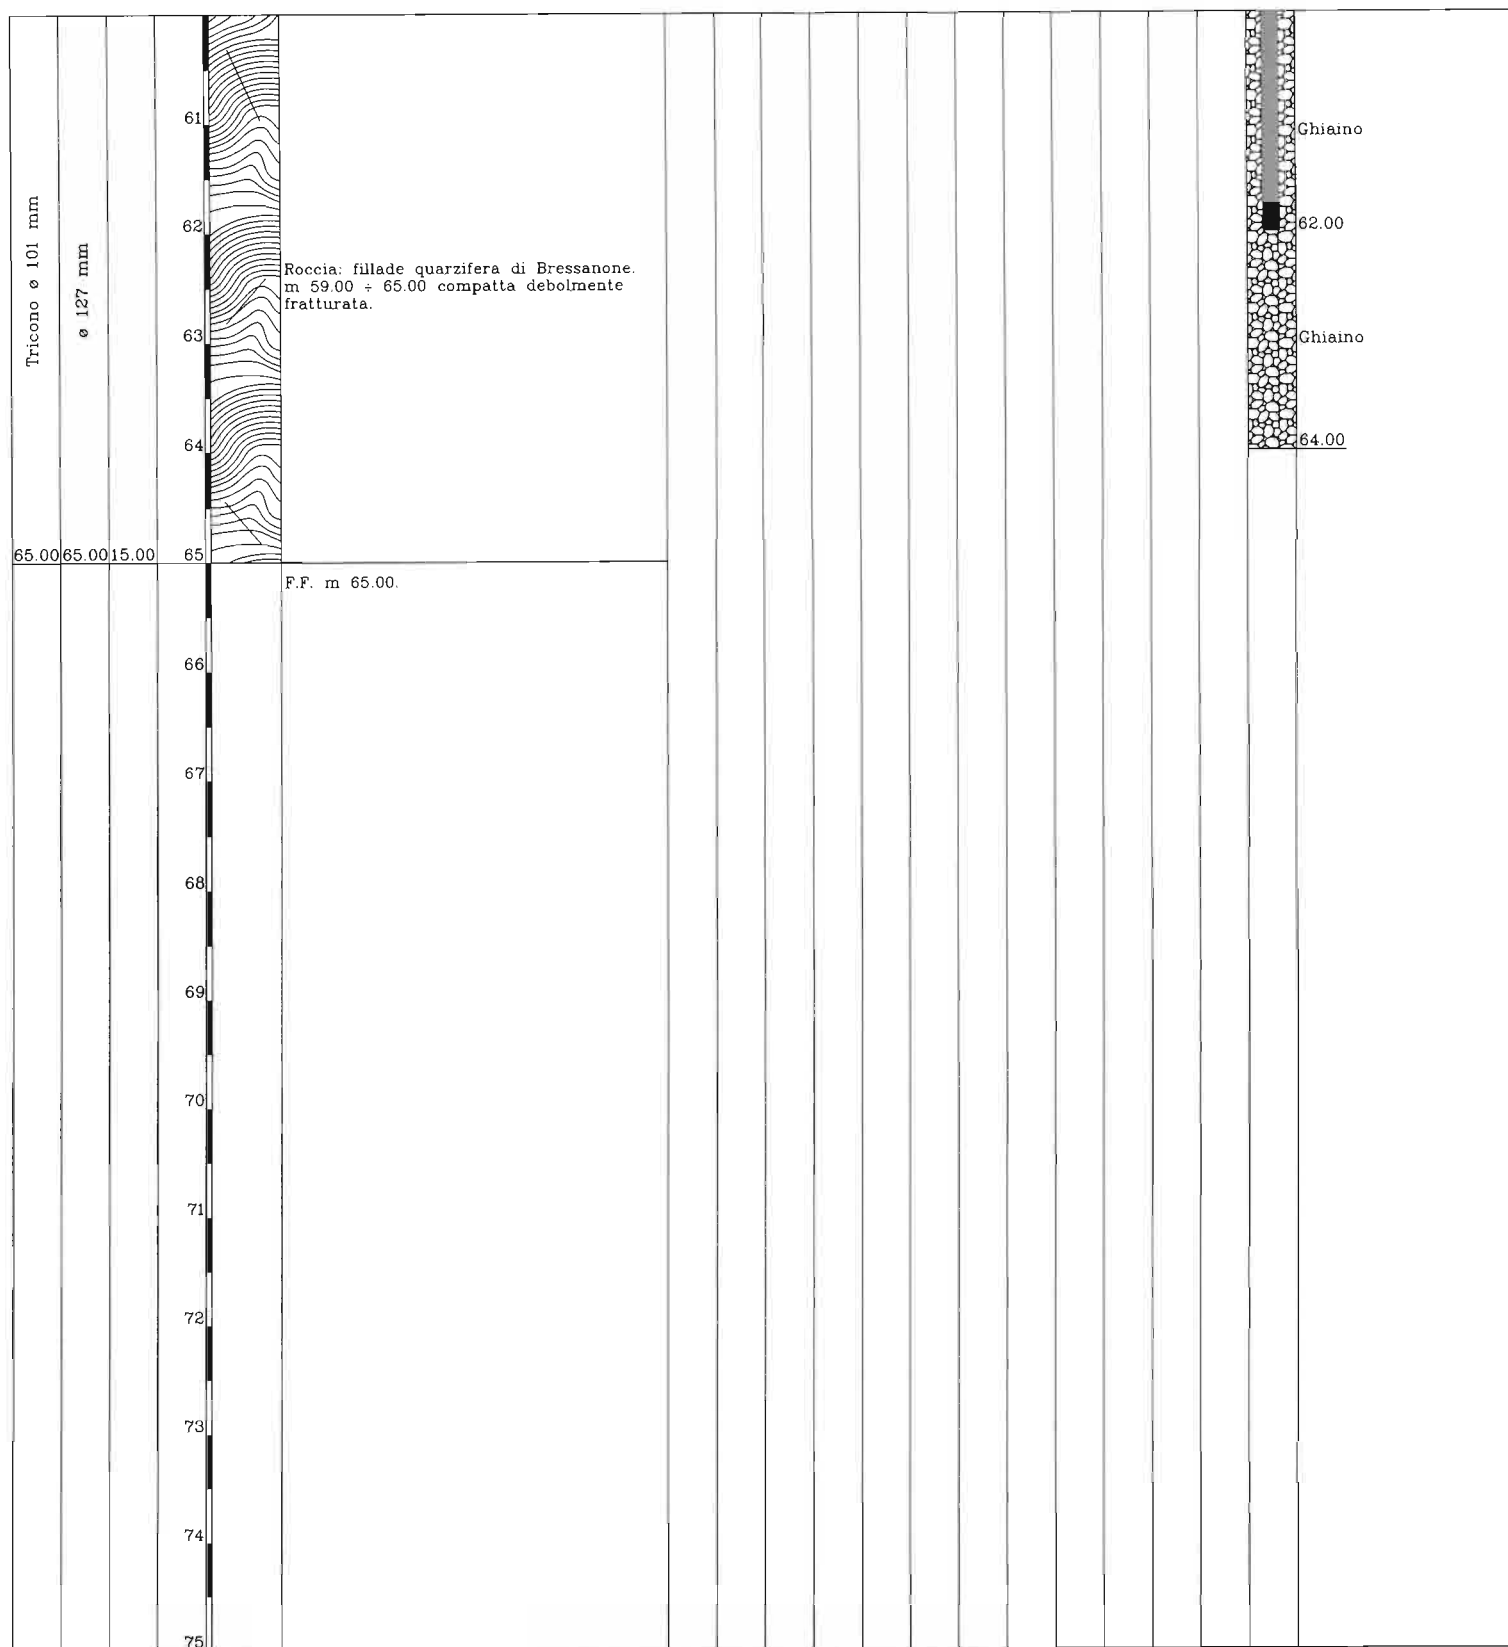 Tricono ø 101 mm
ø 127 mm
61
62
63
64
65.00 65.00 15.00 65
Roccia: fillade quarzifera di Bressanone.
m 59.00 ÷ 65.00 compatta debolmente
fratturata.
F.F. m 65.00.
66
67
68
69
70
71
72
73
74
75
Ghiaino
62.00
Ghiaino
64.00